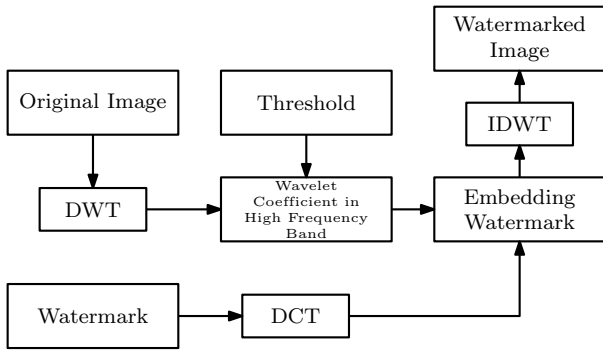 Watermarked
Image
Original Image
Threshold
IDWT
DWT
Wavelet
Coefficient in
High Frequency
Band
Embedding
Watermark
Watermark
DCT